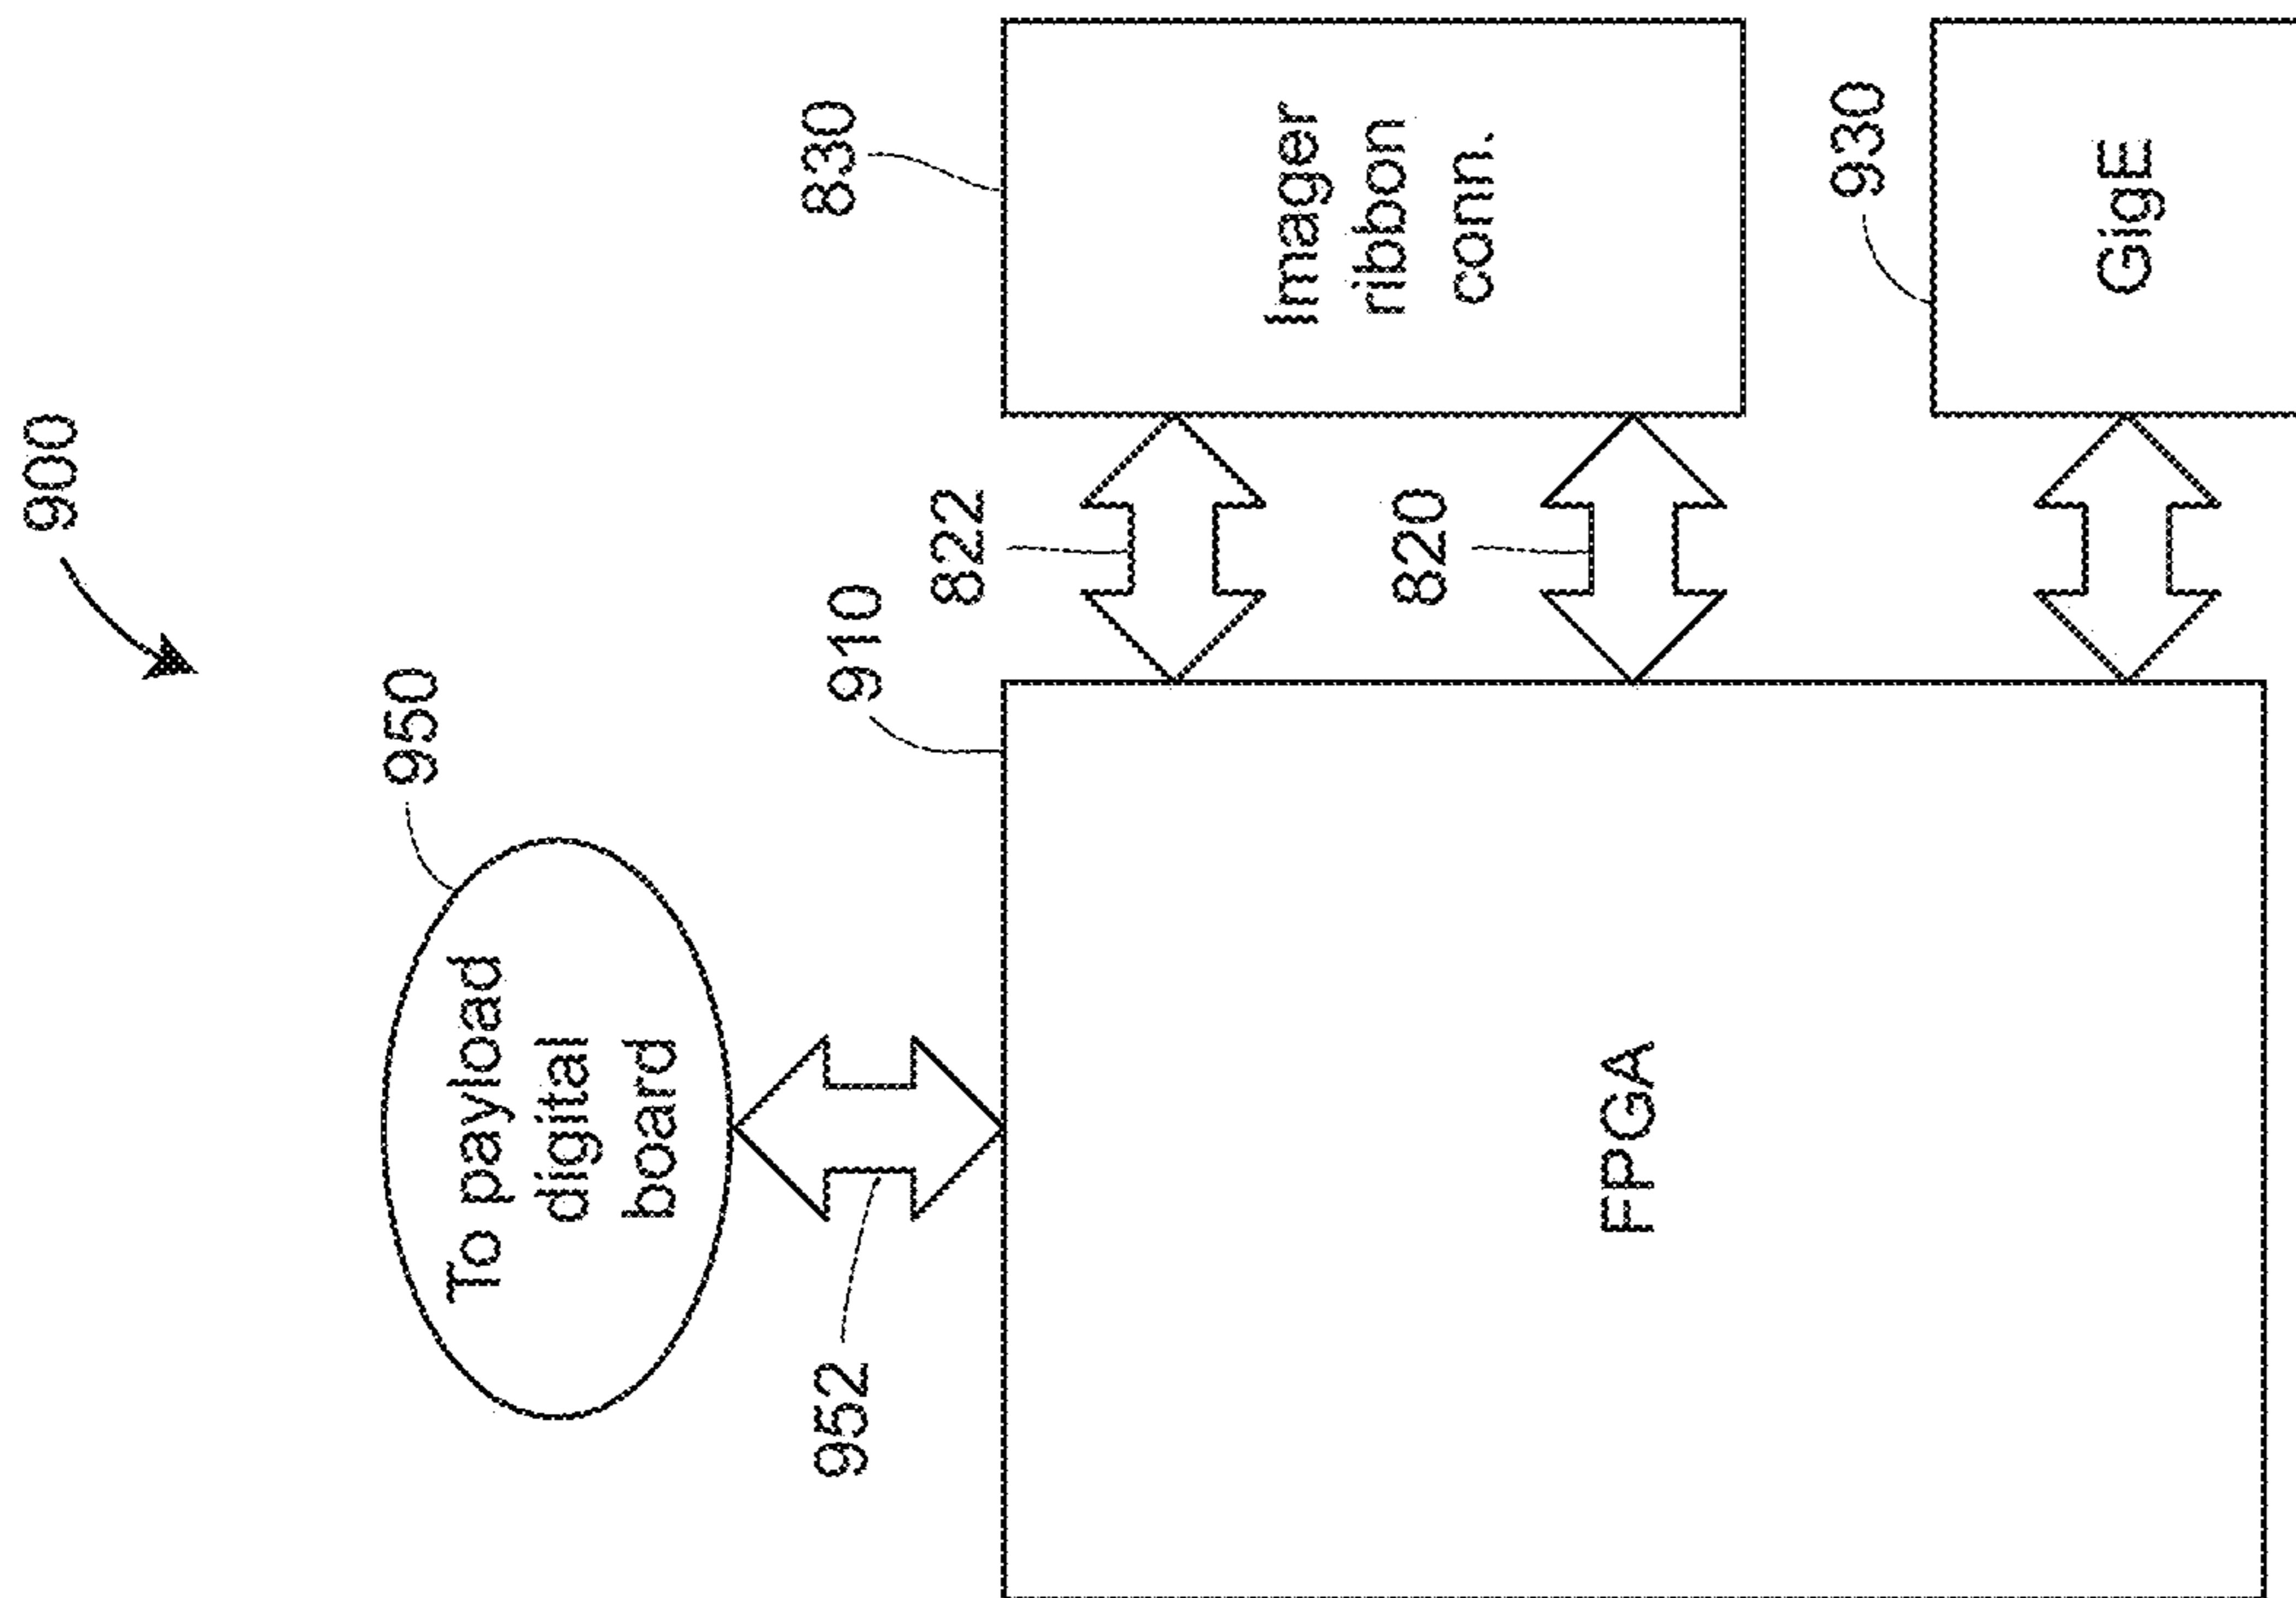 900
950
To payload
digital
board
952
910
FPGA
822
820
830
Imager
ribbon
conn.
930
GigE